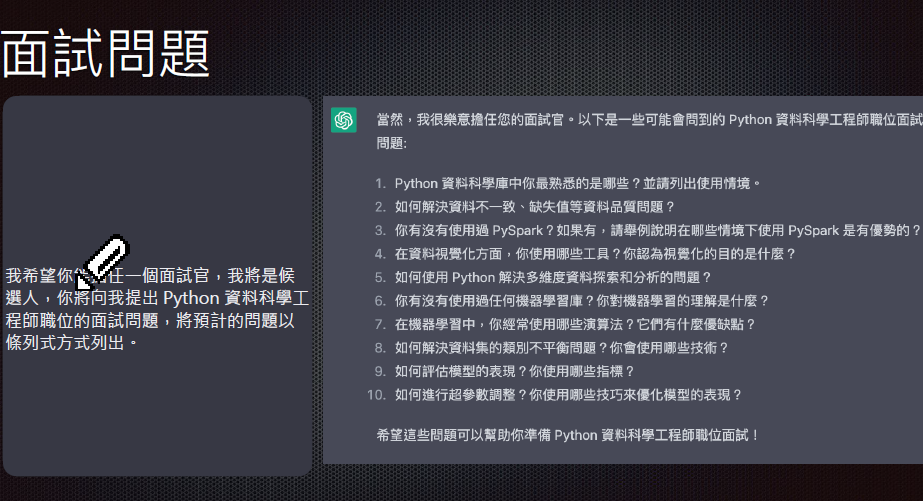 面試問題
我希望你能擔任一個面試官，我將是候
選人，你將向我提出 Python 資料科學工
程師職位的面試問題，將預計的問題以
條列式方式列出。
當然，我很樂意擔任您的面試官。以下是一些可能會問到的 Python 資料科學工程師職位面試
問題:
1. Python 資料科學庫中你最熟悉的是哪些？並請列出使用情境。
2. 如何解決資料不一致、缺失值等資料品質問題？
3. 你有沒有使用過 PySpark？如果有，請舉例說明在哪些情境下使用 PySpark 是有優勢的？
4. 在資料視覺化方面，你使用哪些工具？你認為視覺化的目的是什麼？
5. 如何使用 Python 解決多維度資料探索和分析的問題？
6. 你有沒有使用過任何機器學習庫？你對機器學習的理解是什麼？
7. 在機器學習中，你經常使用哪些演算法？它們有什麼優缺點？
8. 如何解決資料集的類別不平衡問題？你會使用哪些技術？
9. 如何評估模型的表現？你使用哪些指標？
10. 如何進行超參數調整？你使用哪些技巧來優化模型的表現？
希望這些問題可以幫助你準備 Python 資料科學工程師職位面試！